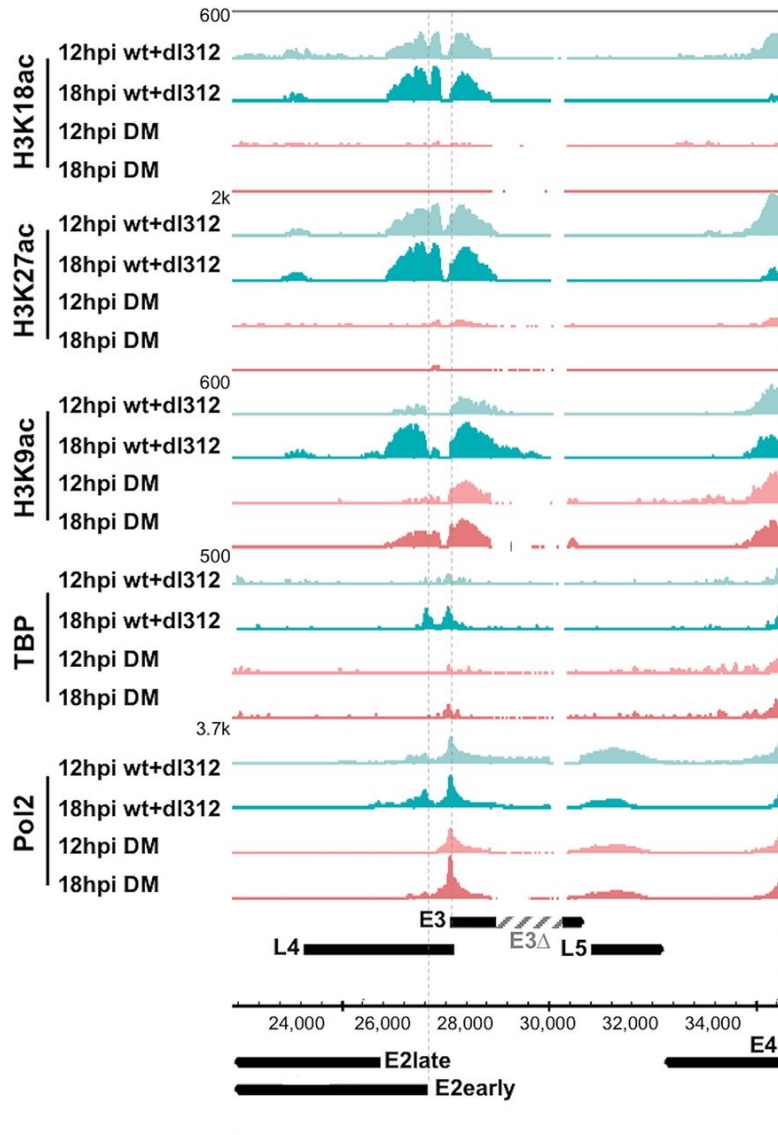 600
H3K18ac
12hpi wt+dl312
18hpi wt+dl312
12hpi DM
18hpi DM
2k
H3K27ac
12hpi wt+dl312
18hpi wt+dl312
12hpi DM
18hpi DM
600
H3K9ac
12hpi wt+dl312
18hpi wt+dl312
12hpi DM
18hpi DM
500
TBP
12hpi wt+dl312
18hpi wt+dl312
12hpi DM
18hpi DM
3.7k
Pol2
12hpi wt+dl312
18hpi wt+dl312
12hpi DM
18hpi DM
E3
E3Δ
L4 L5
24,000 26,000 28,000 30,000 32,000 34,000
E4
E2late
E2early